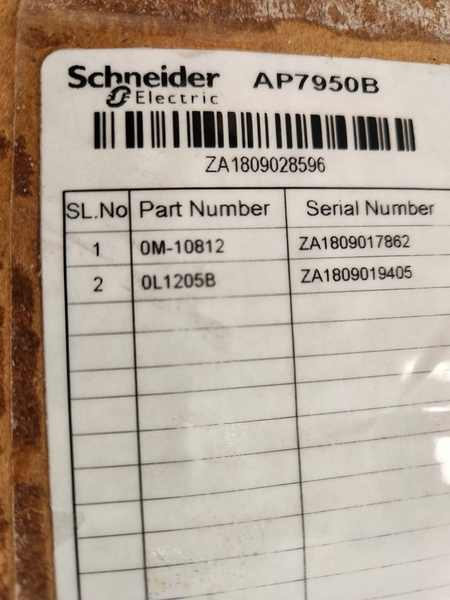 Schneider Electric AP7950B
ZA1809028596
SL.No Part Number Serial Number
1 0M-10812 ZA1809017862
2 0L1205B ZA1809019405